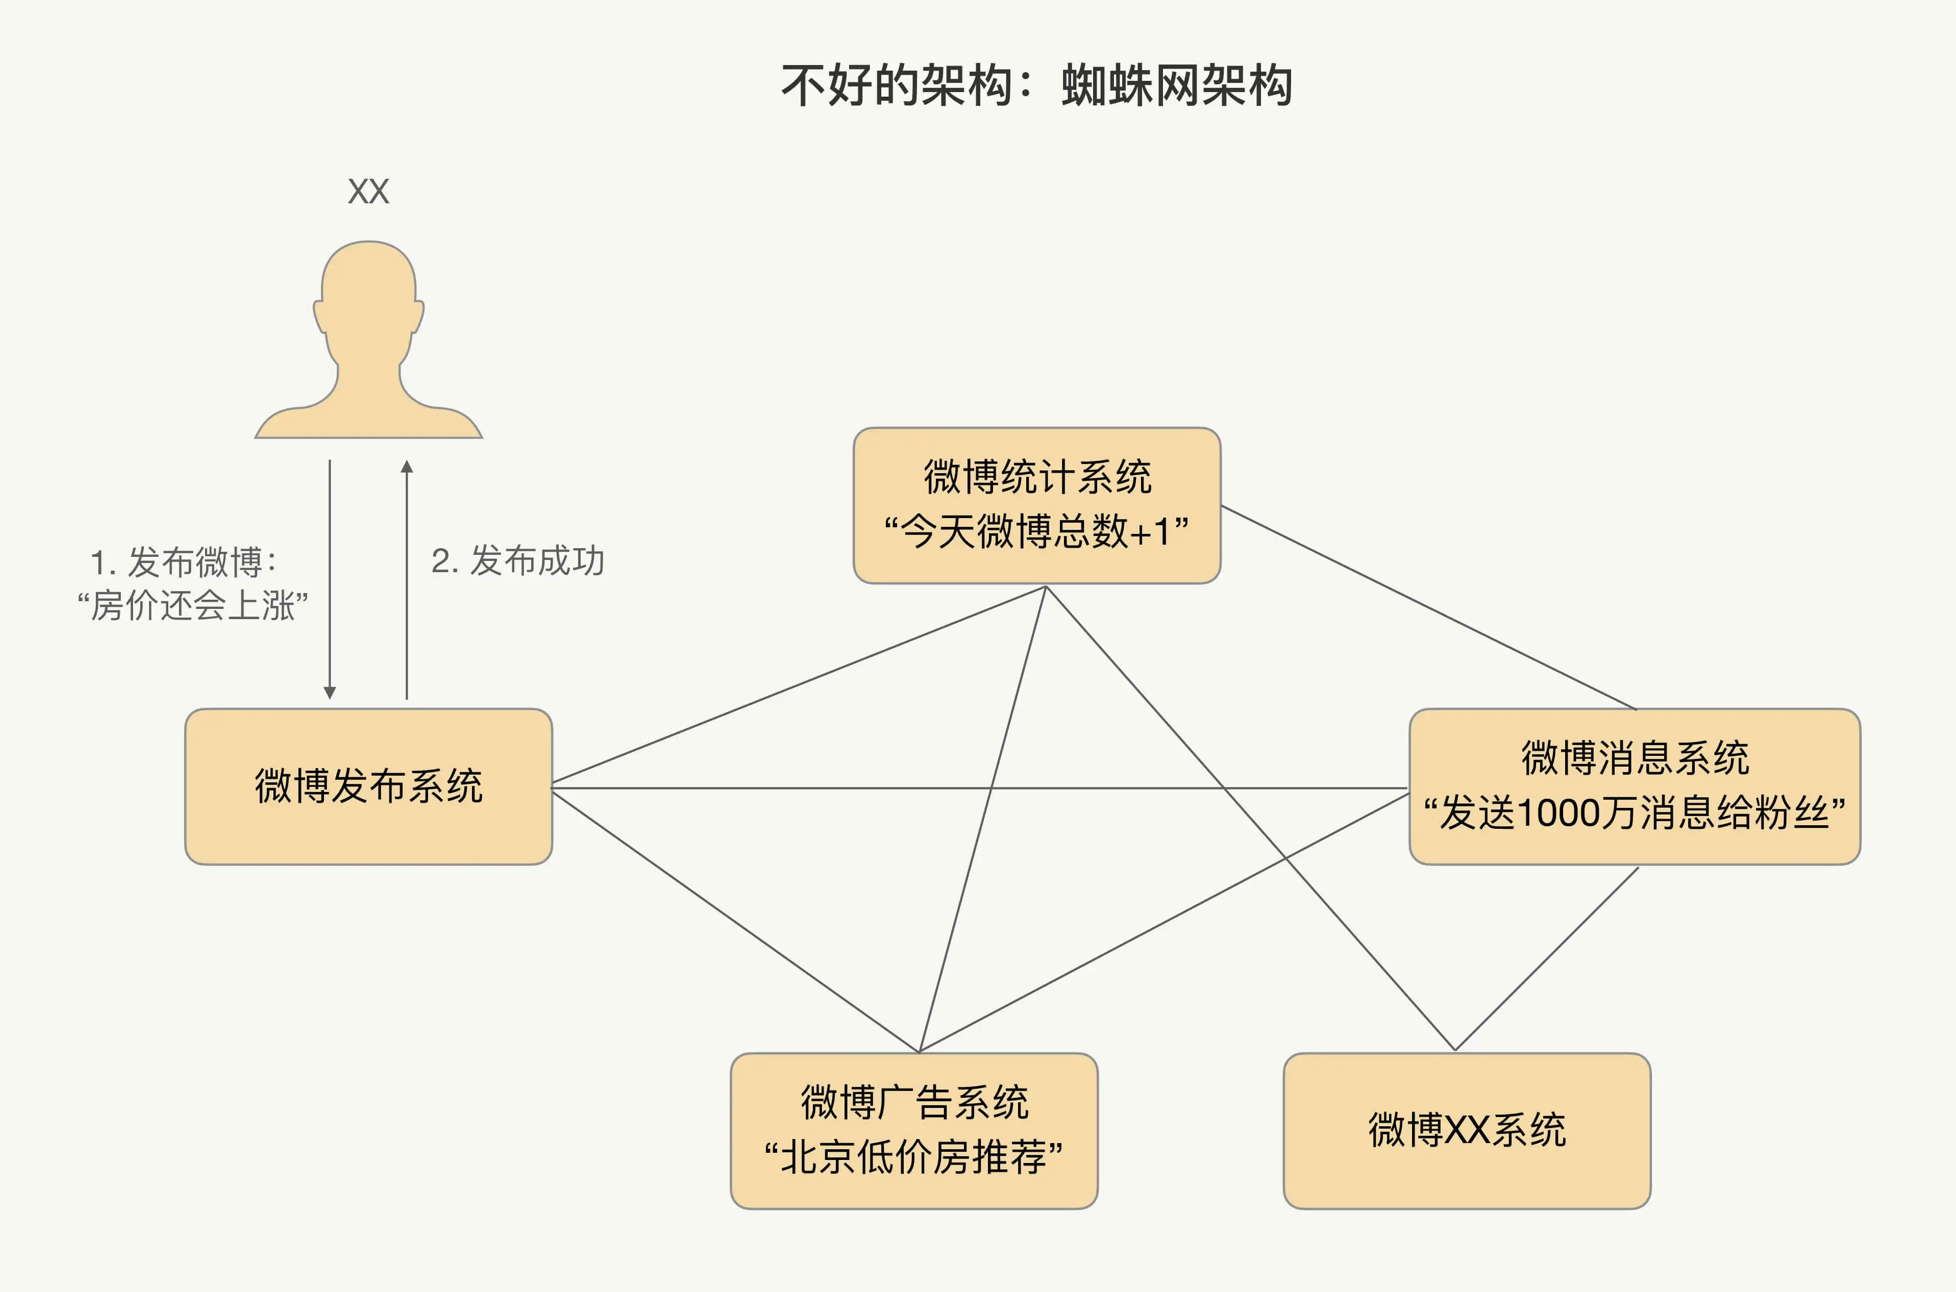 不好的架构：蜘蛛网架构
XX
1. 发布微博：
“房价还会上涨”
2. 发布成功
微博统计系统
“今天微博总数+1”
微博发布系统
微博消息系统
“发送1000万消息给粉丝”
微博广告系统
“北京低价房推荐”
微博XX系统